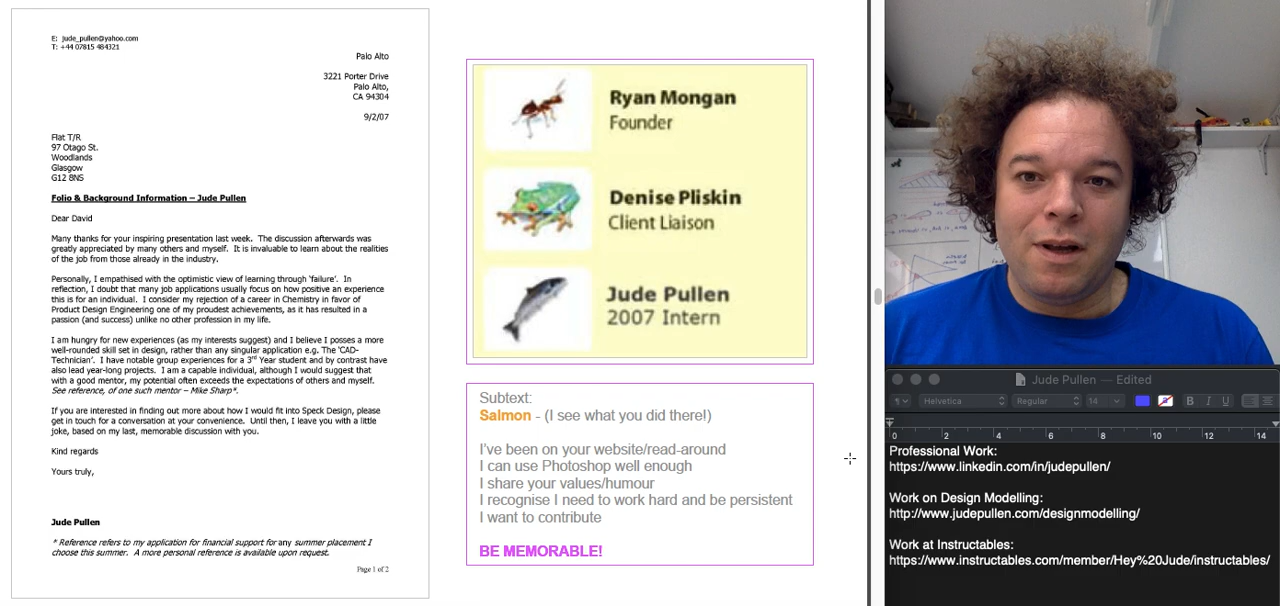 E: jude_pullen@yahoo.com
T: +44 07815 484321
Palo Alto
3221 Porter Drive
Palo Alto,
CA 94304
9/2/07
Flat T/R
97 Otago St.
Woodlands
Glasgow
G12 8NS
Folio & Background Information – Jude Pullen
Dear David
Many thanks for your inspiring presentation last week. The discussion afterwards was
greatly appreciated by many others and myself. It is invaluable to learn about the realities
of the job from those already in the industry.
Personally, I empathised with the optimistic view of learning through 'failure'. In
reflection, I doubt that many job applications usually focus on how positive an experience
this is for an individual. I consider my rejection of a career in Chemistry in favor of
Product Design Engineering one of my proudest achievements, as it has resulted in a
passion (and success) unlike no other profession in my life.
I am hungry for new experiences (as my interests suggest) and I believe I posses a more
well-rounded skill set in design, rather than any singular application e.g. The 'CAD-
Technician'. I have notable group experiences for a 3rd Year student and by contrast have
also lead year-long projects. I am a capable individual, although I would suggest that
with a good mentor, my potential often exceeds the expectations of others and myself.
See reference, of one such mentor – Mike Sharp*.
If you are interested in finding out more about how I would fit into Speck Design, please
get in touch for a conversation at your convenience. Until then, I leave you with a little
joke, based on my last, memorable discussion with you.
Kind regards
Yours truly,
Jude Pullen
* Reference refers to my application for financial support for any summer placement I
choose this summer. A more personal reference is available upon request.
Page 1 of 2
Ryan Mongan
Founder
Denise Pliskin
Client Liaison
Jude Pullen
2007 Intern
Subtext:
Salmon - (I see what you did there!)
I've been on your website/read-around
I can use Photoshop well enough
I share your values/humour
I recognise I need to work hard and be persistent
I want to contribute
BE MEMORABLE!
Jude Pullen — Edited
¶ Helvetica Regular 14 a B I U
0 2 4 6 8 10 12 14
Professional Work:
https://www.linkedin.com/in/judepullen/
Work on Design Modelling:
http://www.judepullen.com/designmodelling/
Work at Instructables:
https://www.instructables.com/member/Hey%20Jude/instructables/